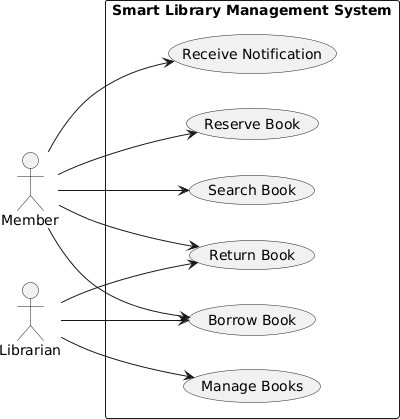 Smart Library Management System
Receive Notification
Reserve Book
Search Book
Member
Return Book
Borrow Book
Librarian
Manage Books